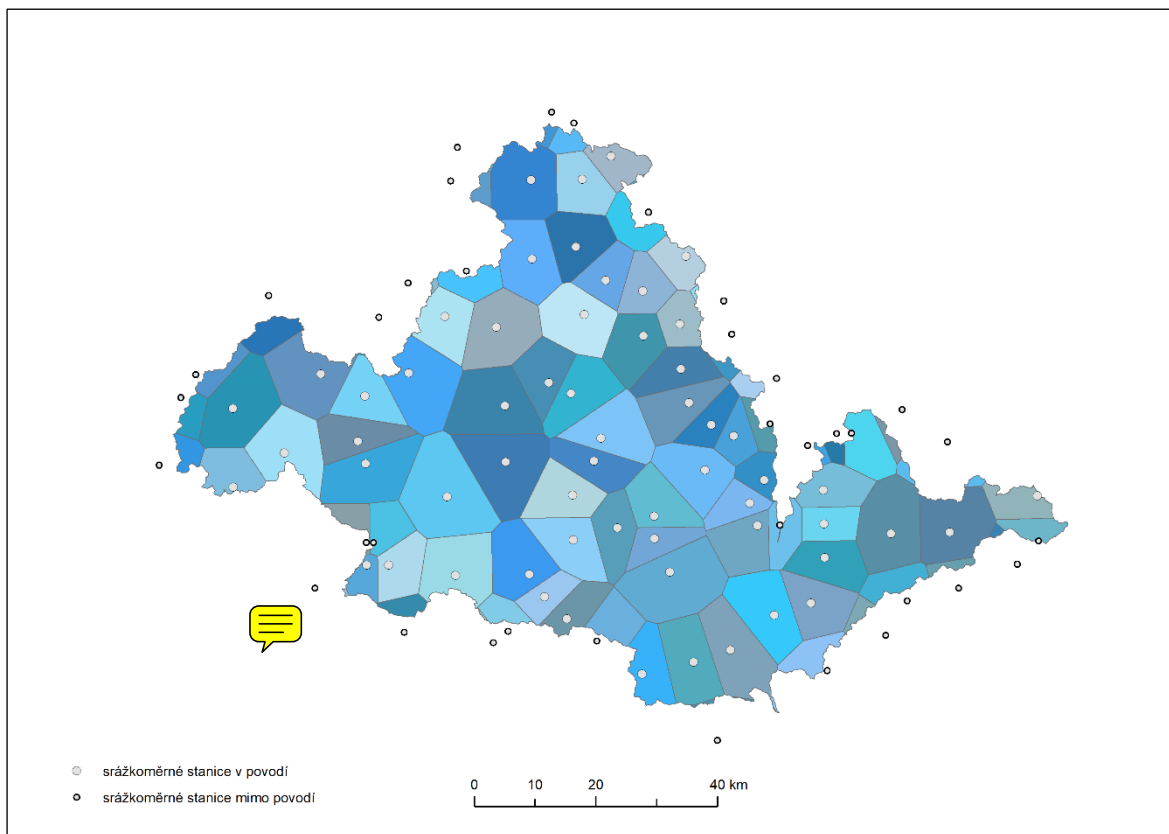 srážkoměrné stanice v povodí
srážkoměrné stanice mimo povodí
0 10 20 40 km